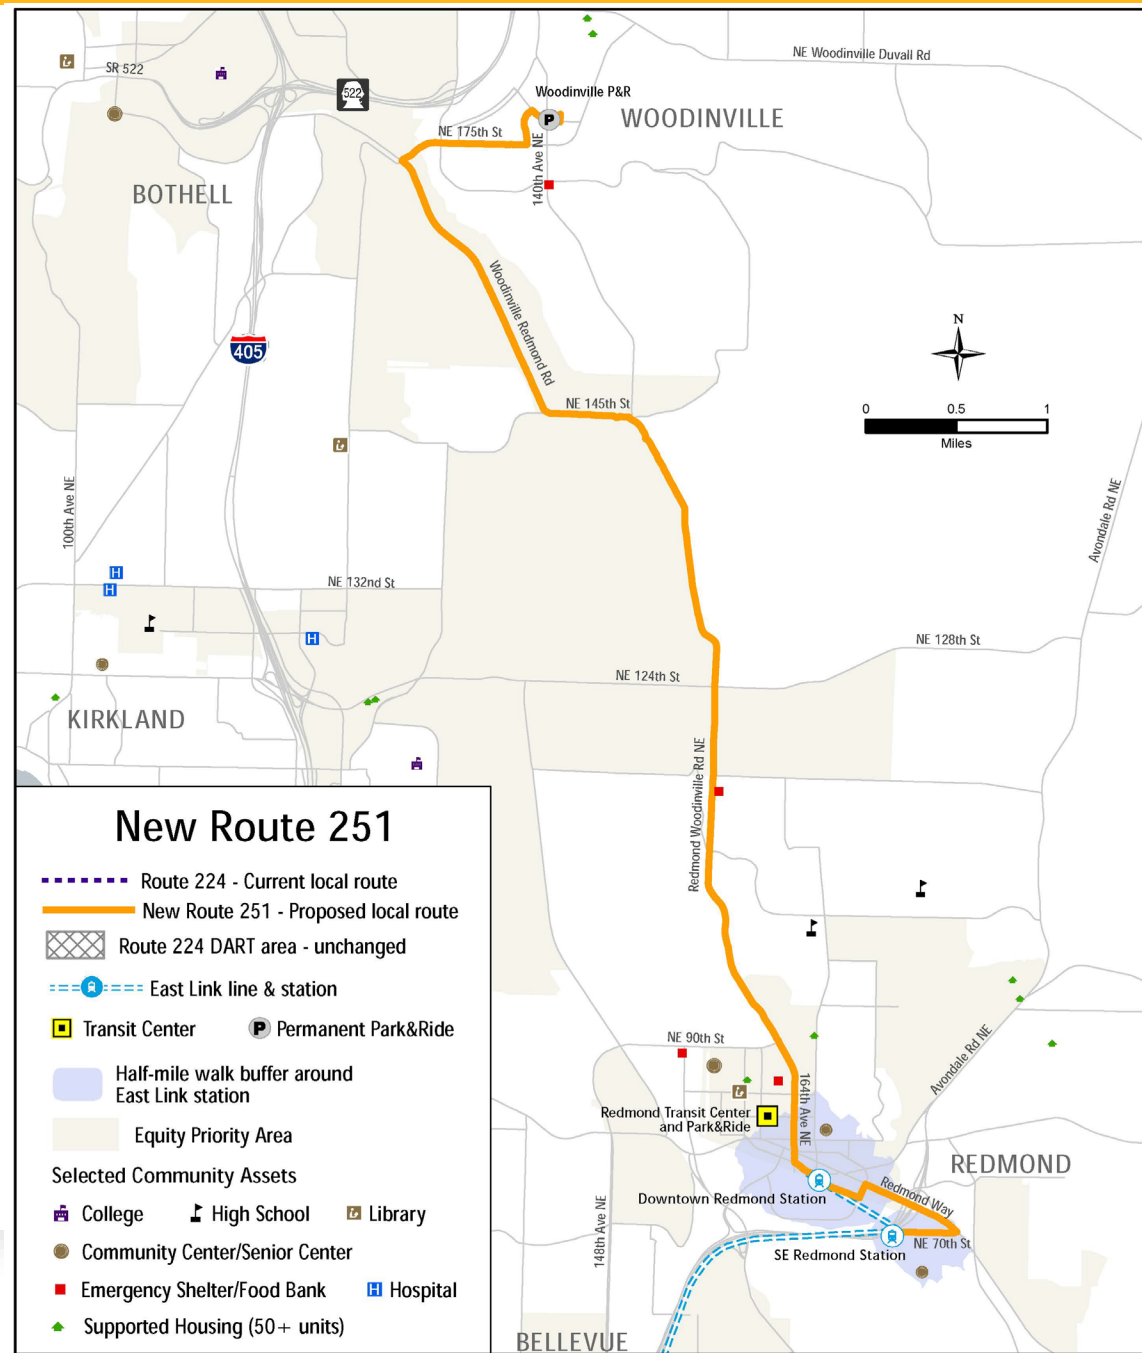 NE Woodinville Duvall Rd
SR 522
522
Woodinville P&R
P
WOODINVILLE
NE 175th St
140th Ave NE
BOTHELL
Woodinville Redmond Rd
405
N
0 0.5 1
Miles
NE 145th St
100th Ave NE
Avondale Rd NE
H
H
NE 132nd St
H
NE 128th St
NE 124th St
KIRKLAND
Redmond Woodinville Rd NE
New Route 251
Route 224 - Current local route
New Route 251 - Proposed local route
Route 224 DART area - unchanged
East Link line & station
Transit Center
P Permanent Park&Ride
Half-mile walk buffer around
East Link station
Equity Priority Area
Selected Community Assets
College
High School
Library
Community Center/Senior Center
Emergency Shelter/Food Bank
H Hospital
Supported Housing (50+ units)
NE 90th St
Avondale Rd NE
164th Ave NE
Redmond Transit Center
and Park&Ride
REDMOND
Redmond Way
Downtown Redmond Station
148th Ave NE
NE 70th St
SE Redmond Station
BELLEVUE